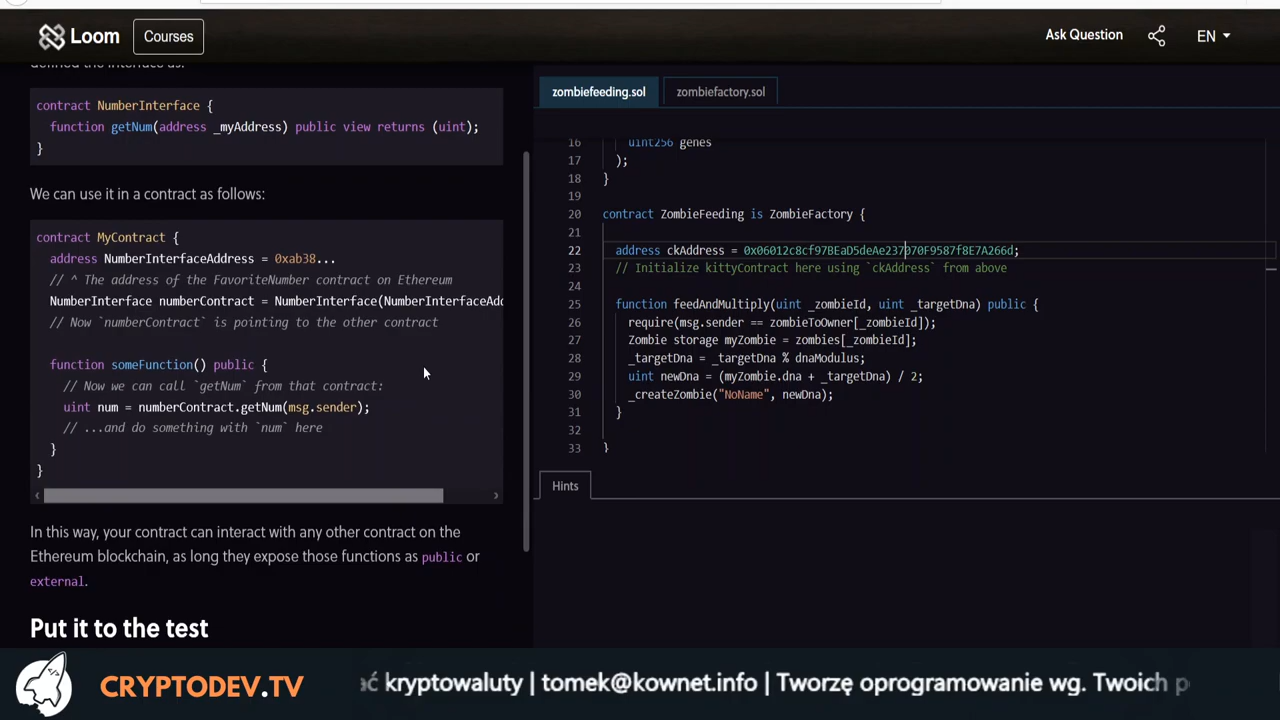 Loom
Courses
Ask Question
EN
defined the interface as:
contract NumberInterface {
function getNum(address _myAddress) public view returns (uint);
}
We can use it in a contract as follows:
contract MyContract {
address NumberInterfaceAddress = 0xab38...
// ^ The address of the FavoriteNumber contract on Ethereum
NumberInterface numberContract = NumberInterface(NumberInterfaceAdd
// Now `numberContract` is pointing to the other contract
function someFunction() public {
// Now we can call `getNum` from that contract:
uint num = numberContract.getNum(msg.sender);
// ...and do something with `num` here
}
}
In this way, your contract can interact with any other contract on the
Ethereum blockchain, as long they expose those functions as public or
external.
Put it to the test
zombiefeeding.sol
zombiefactory.sol
16 uint256 genes
17 );
18 }
19
20 contract ZombieFeeding is ZombieFactory {
21
22 address ckAddress = 0x06012c8cf97BEaD5deAe237070F9587f8E7A266d;
23 // Initialize kittyContract here using `ckAddress` from above
24
25 function feedAndMultiply(uint _zombieId, uint _targetDna) public {
26 require(msg.sender == zombieToOwner[_zombieId]);
27 Zombie storage myZombie = zombies[_zombieId];
28 _targetDna = _targetDna % dnaModulus;
29 uint newDna = (myZombie.dna + _targetDna) / 2;
30 _createZombie("NoName", newDna);
31 }
32
33 }
Hints
CRYPTODEV.TV
ać kryptowaluty | tomek@kownet.info | Tworzę oprogramowanie wg. Twoich p